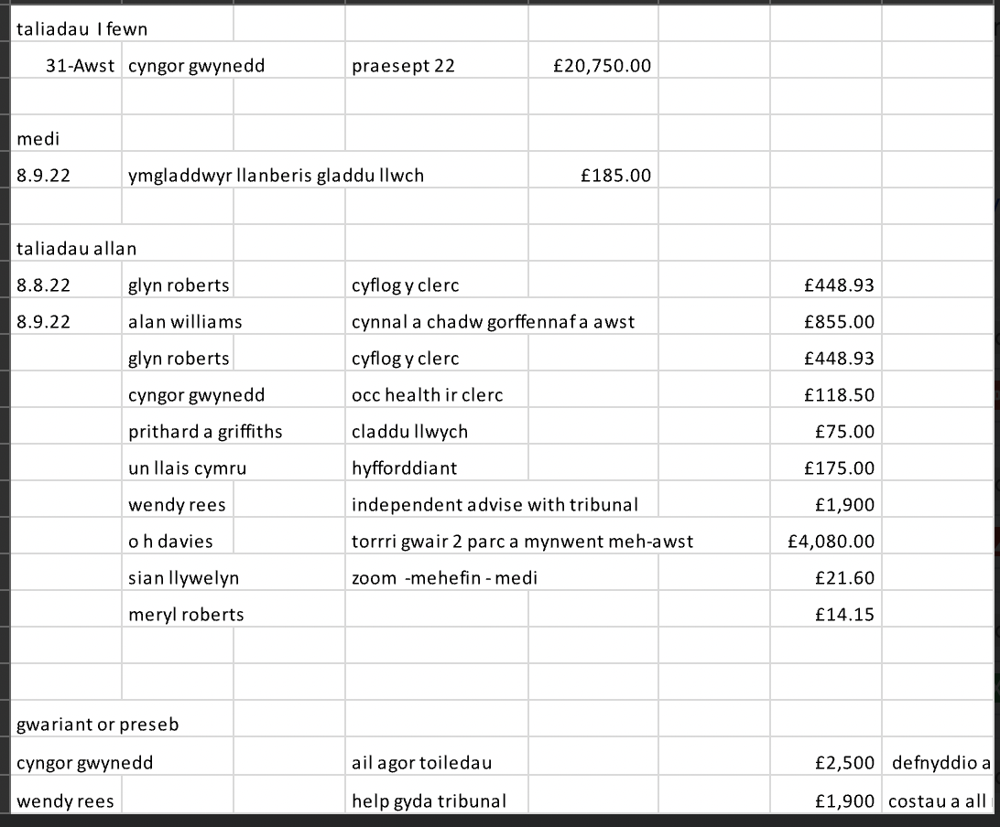 taliadau I fewn
31-Awst cyngor gwynedd praesept 22 £20,750.00
medi
8.9.22 ymgladdwyr llanberis gladdu llwch £185.00
taliadau allan
8.8.22 glyn roberts cyflog y clerc £448.93
8.9.22 alan williams cynnal a chadw gorffennaf a awst £855.00
glyn roberts cyflog y clerc £448.93
cyngor gwynedd occ health ir clerc £118.50
prithard a griffiths claddu llwych £75.00
un llais cymru hyfforddiant £175.00
wendy rees independent advise with tribunal £1,900
o h davies torrri gwair 2 parc a mynwent meh-awst £4,080.00
sian llywelyn zoom -mehefin - medi £21.60
meryl roberts £14.15
gwariant or preseb
cyngor gwynedd ail agor toiledau £2,500 defnyddio a
wendy rees help gyda tribunal £1,900 costau a all